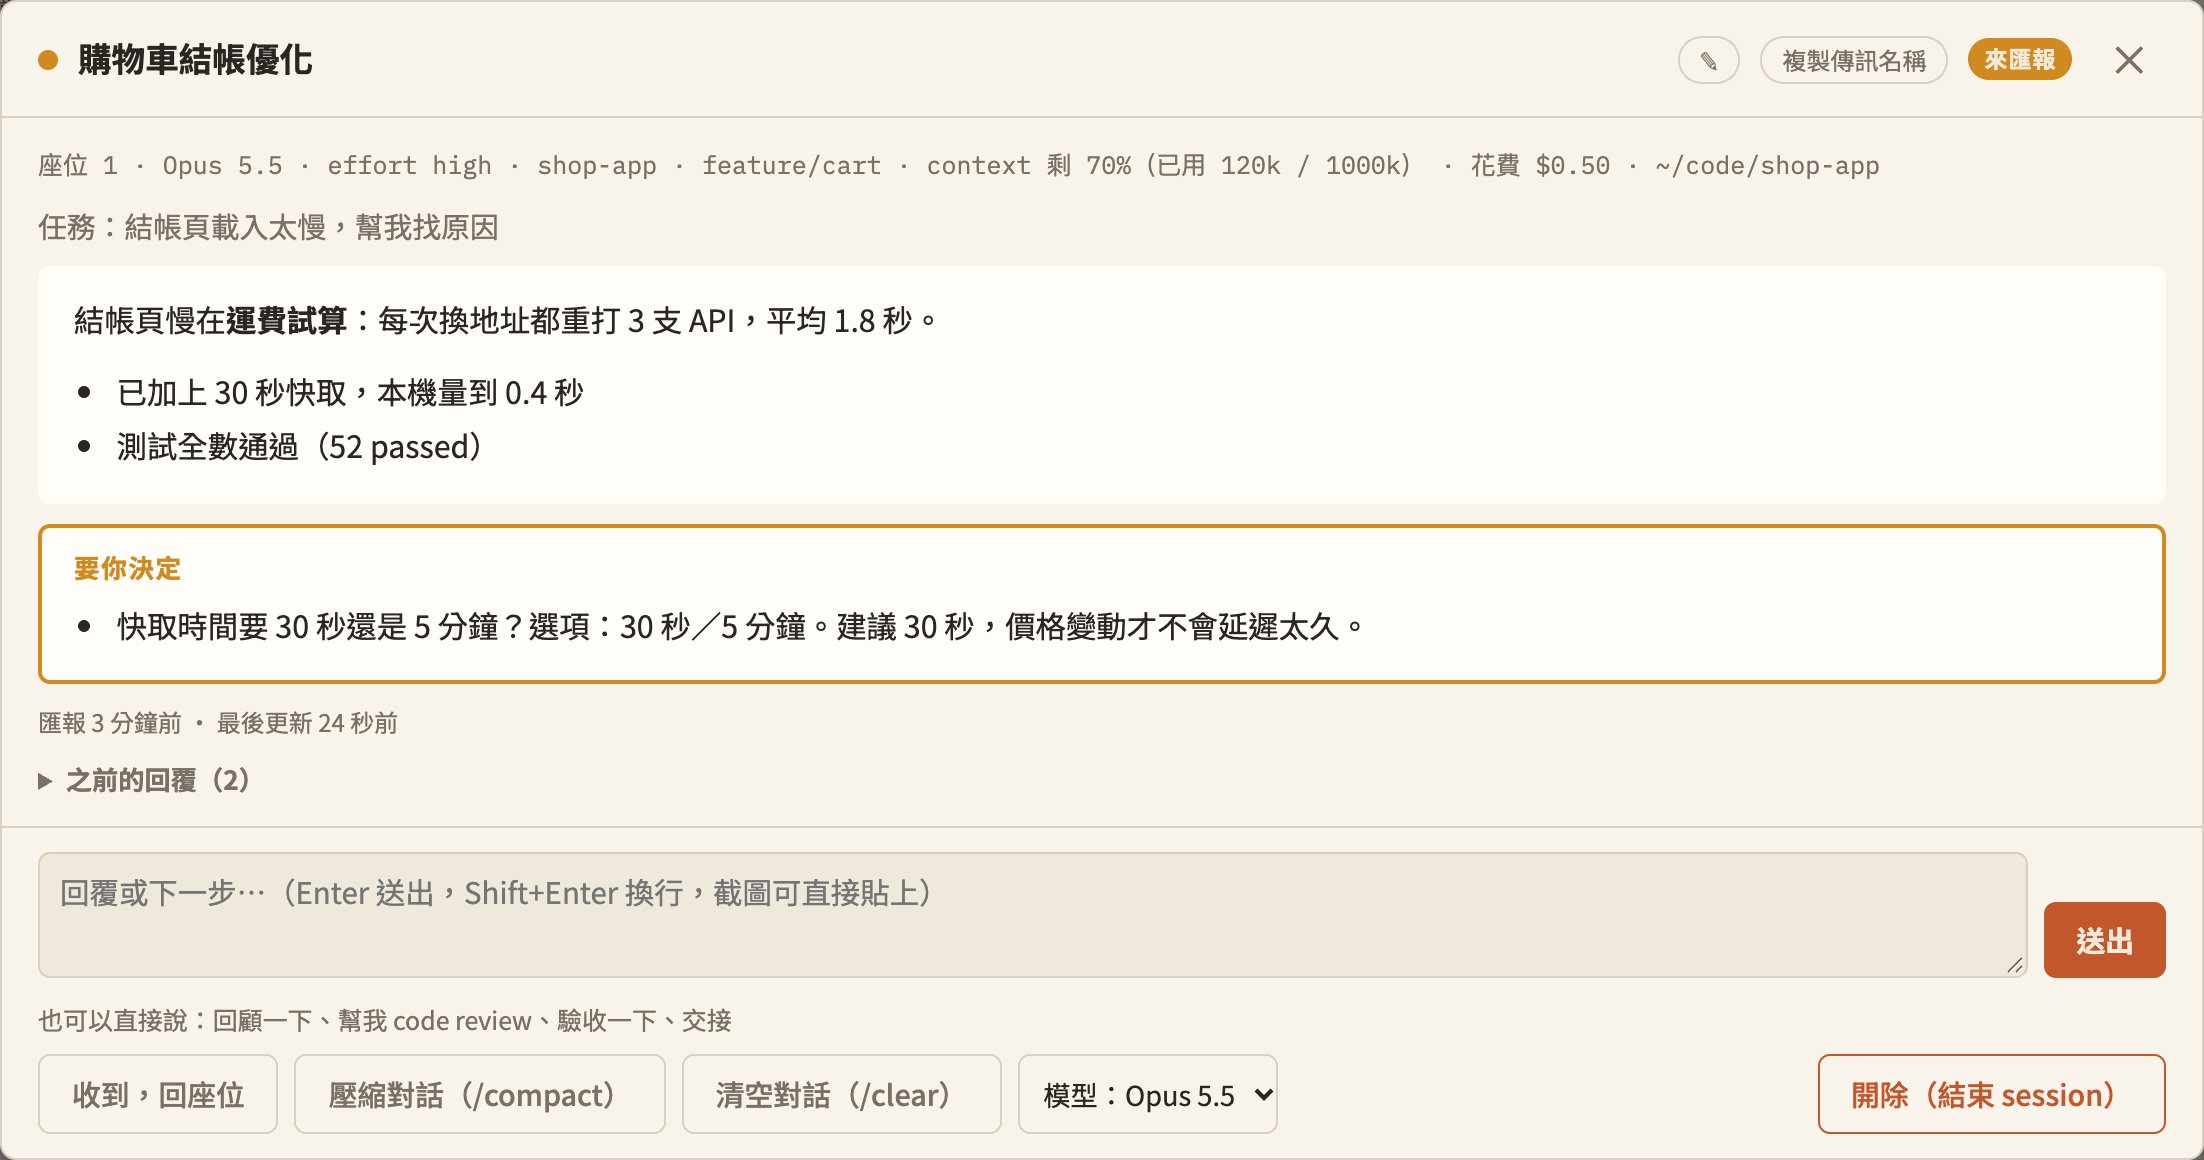 購物車結帳優化
複製傳訊名稱
來匯報
座位 1 · Opus 5.5 · effort high · shop-app · feature/cart · context 剩 70%（已用 120k / 1000k） · 花費 $0.50 · ~/code/shop-app
任務：結帳頁載入太慢，幫我找原因
結帳頁慢在運費試算：每次換地址都重打 3 支 API，平均 1.8 秒。
• 已加上 30 秒快取，本機量到 0.4 秒
• 測試全數通過（52 passed）
要你決定
• 快取時間要 30 秒還是 5 分鐘？選項：30 秒／5 分鐘。建議 30 秒，價格變動才不會延遲太久。
匯報 3 分鐘前 · 最後更新 24 秒前
▶ 之前的回覆（2）
回覆或下一步…（Enter 送出，Shift+Enter 換行，截圖可直接貼上）
送出
也可以直接說：回顧一下、幫我 code review、驗收一下、交接
收到，回座位
壓縮對話（/compact）
清空對話（/clear）
模型：Opus 5.5
開除（結束 session）